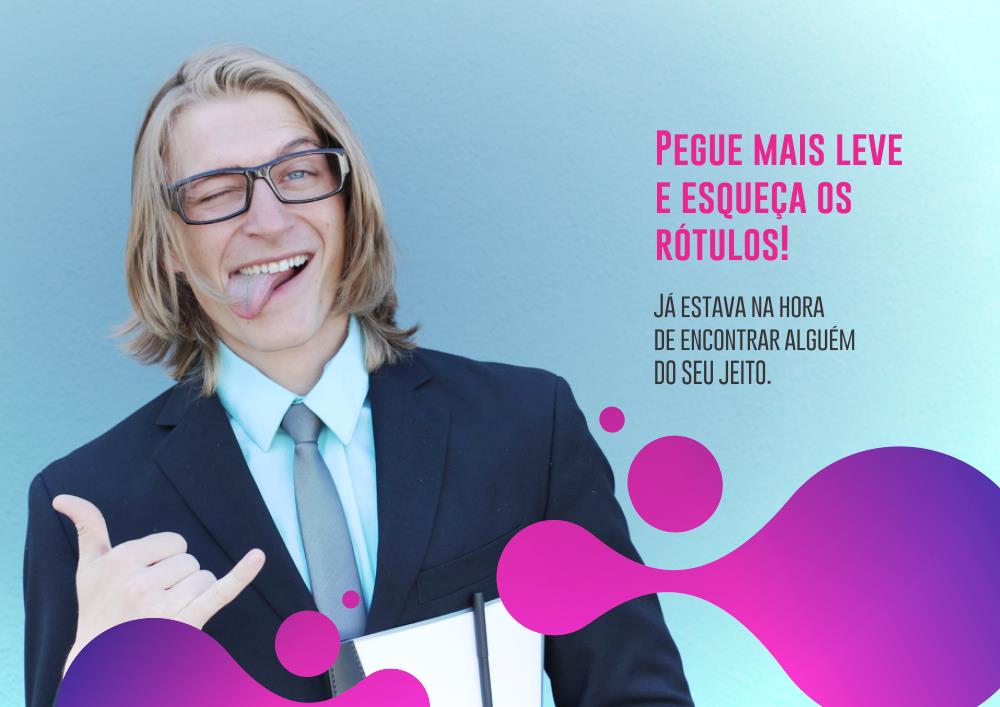 Pegue mais leve
e esqueça os
rótulos!
Já estava na hora
de encontrar alguém
do seu jeito.